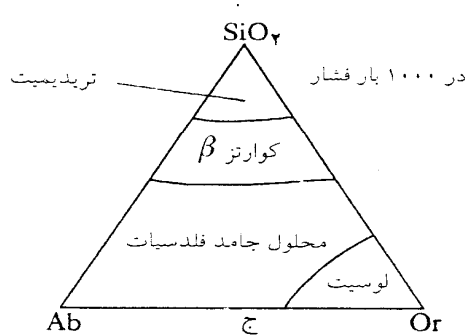 SiO۲
در ۱۰۰۰ بار فشار
تریدیمیت
کوارتز β
محلول جامد فلدسپات
لوسیت
Ab
ج
Or